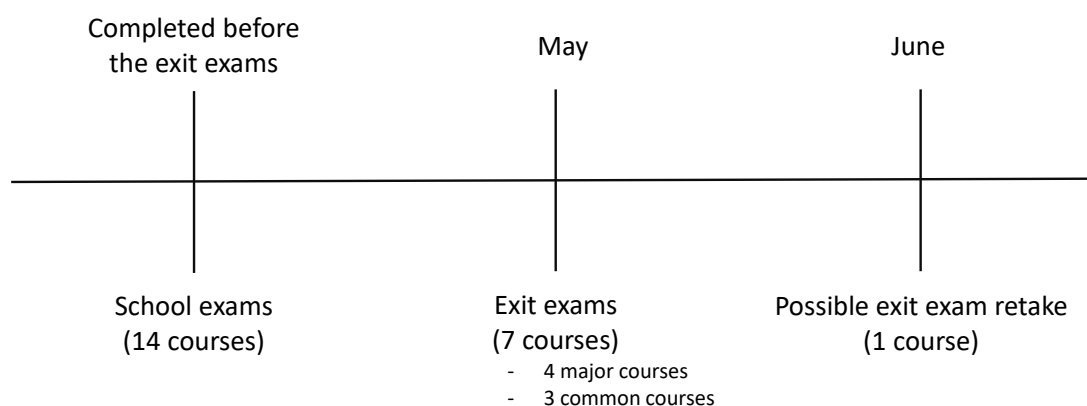 Completed before
the exit exams
May
June
School exams
(14 courses)
Exit exams
(7 courses)
- 4 major courses
- 3 common courses
Possible exit exam retake
(1 course)